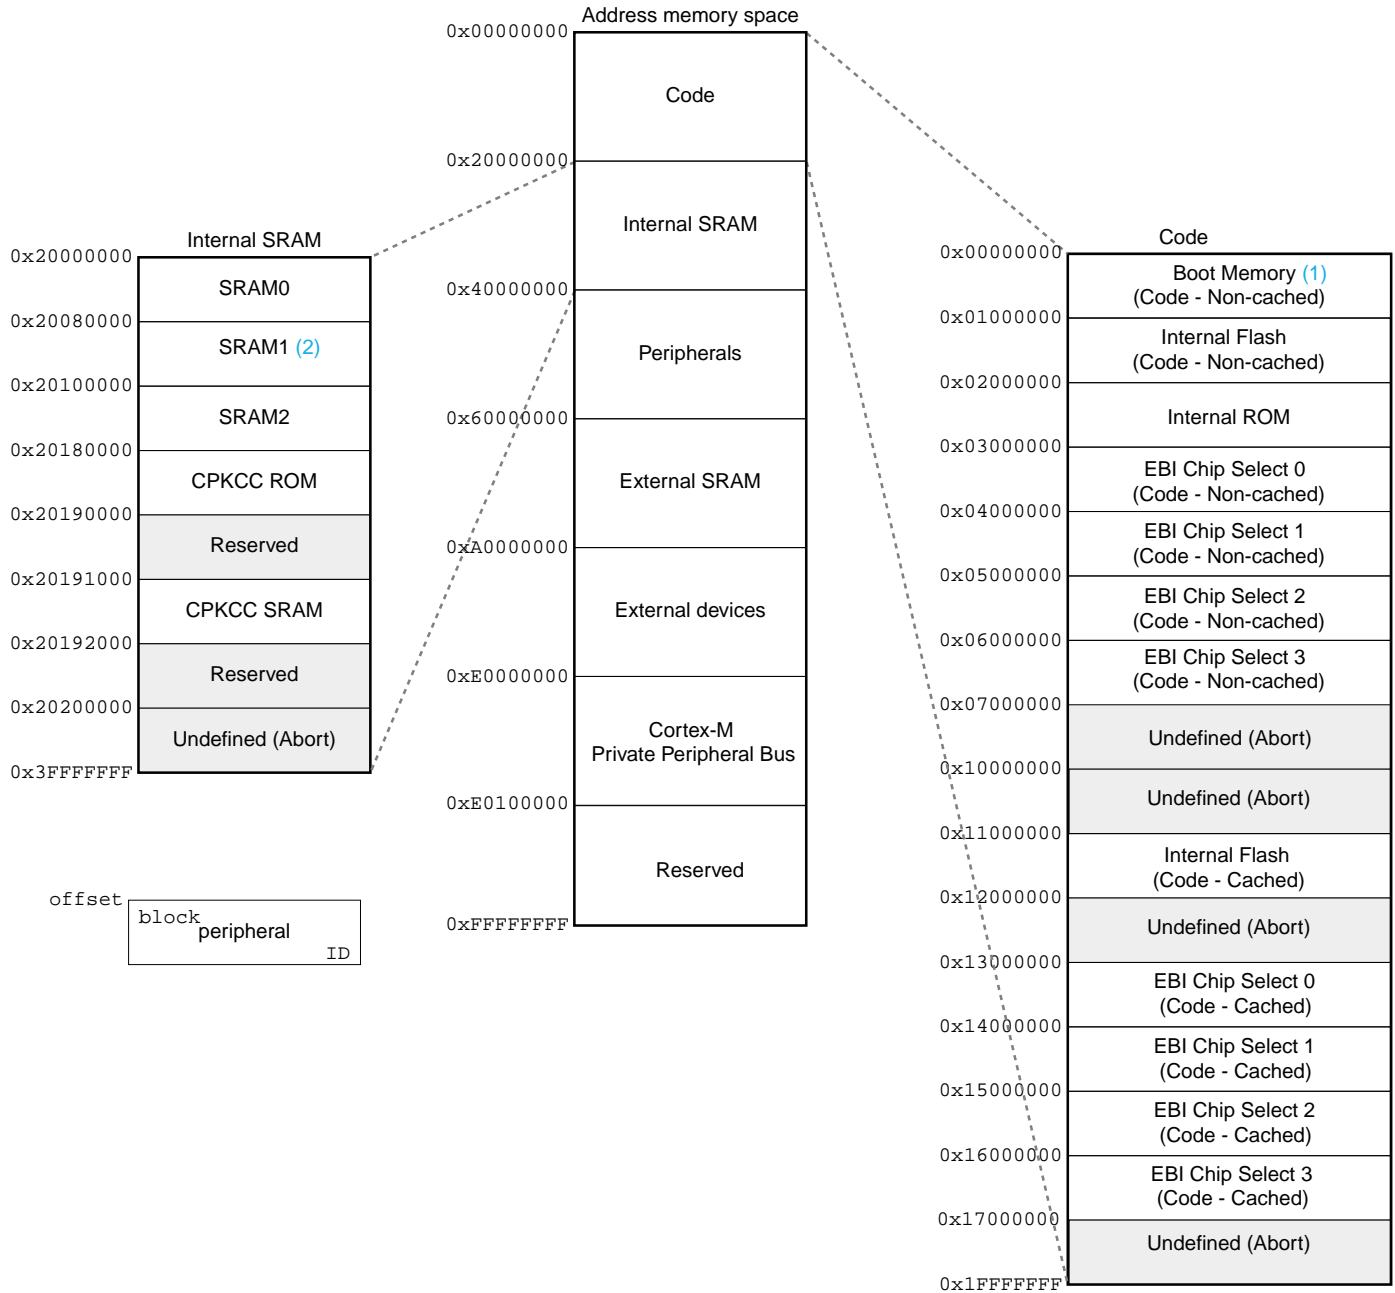 Address memory space
0x00000000
Code
0x20000000
Internal SRAM
0x40000000
Peripherals
0x60000000
External SRAM
0xA0000000
External devices
0xE0000000
Cortex-M
Private Peripheral Bus
0xE0100000
Reserved
0xFFFFFFFF
Internal SRAM
0x20000000
SRAM0
0x20080000
SRAM1 (2)
0x20100000
SRAM2
0x20180000
CPKCC ROM
0x20190000
Reserved
0x20191000
CPKCC SRAM
0x20192000
Reserved
0x20200000
Undefined (Abort)
0x3FFFFFFF
offset
block
peripheral
ID
Code
0x00000000
Boot Memory (1)
(Code - Non-cached)
0x01000000
Internal Flash
(Code - Non-cached)
0x02000000
Internal ROM
0x03000000
EBI Chip Select 0
(Code - Non-cached)
0x04000000
EBI Chip Select 1
(Code - Non-cached)
0x05000000
EBI Chip Select 2
(Code - Non-cached)
0x06000000
EBI Chip Select 3
(Code - Non-cached)
0x07000000
Undefined (Abort)
0x10000000
Undefined (Abort)
0x11000000
Internal Flash
(Code - Cached)
0x12000000
Undefined (Abort)
0x13000000
EBI Chip Select 0
(Code - Cached)
0x14000000
EBI Chip Select 1
(Code - Cached)
0x15000000
EBI Chip Select 2
(Code - Cached)
0x16000000
EBI Chip Select 3
(Code - Cached)
0x17000000
Undefined (Abort)
0x1FFFFFFF